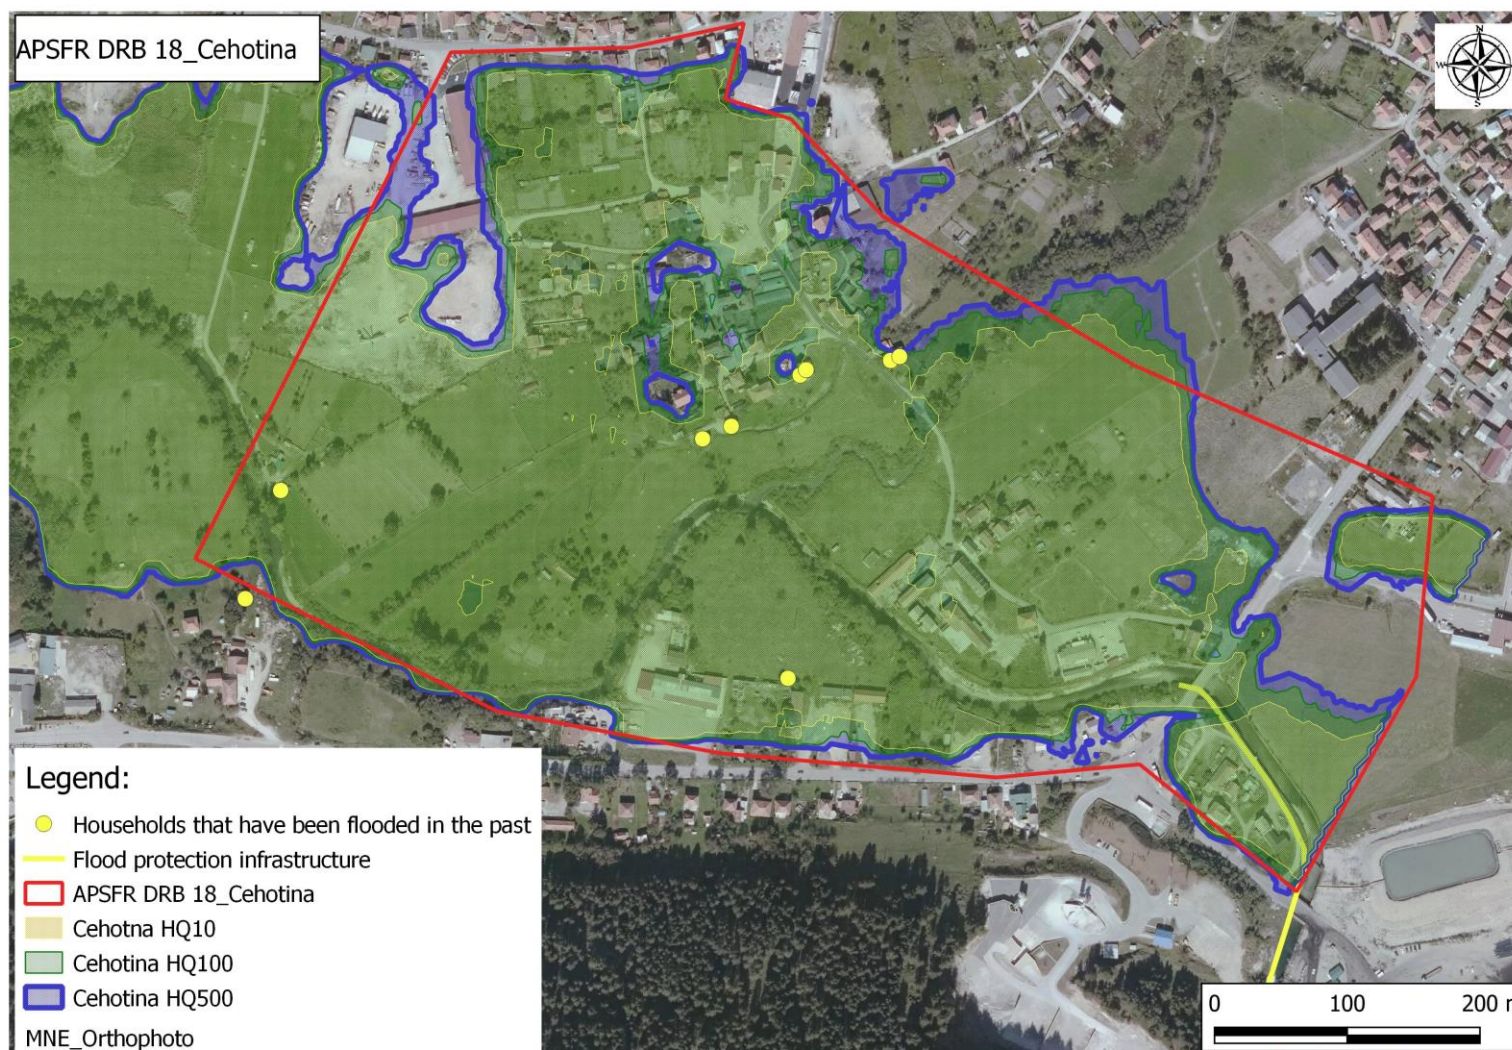 APSFR DRB 18_Cehotina
N
W
E
S
Legend:
Households that have been flooded in the past
Flood protection infrastructure
APSFR DRB 18_Cehotina
Cehotna HQ10
Cehotina HQ100
Cehotina HQ500
MNE_Orthophoto
0 100 200 m